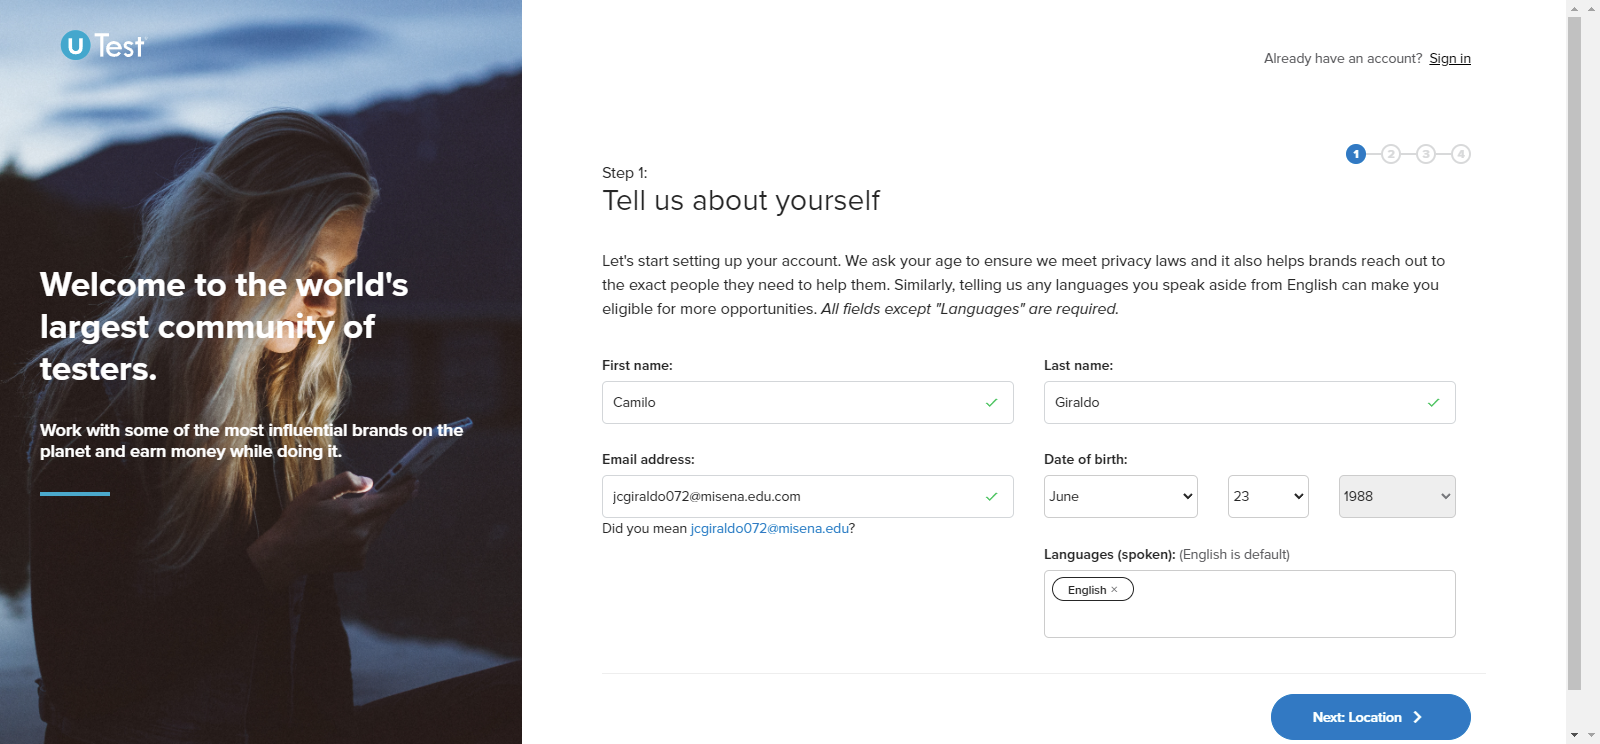 uTest
Welcome to the world's
largest community of
testers.
Work with some of the most influential brands on the
planet and earn money while doing it.
Already have an account? Sign in
1 2 3 4
Step 1:
Tell us about yourself
Let's start setting up your account. We ask your age to ensure we meet privacy laws and it also helps brands reach out to
the exact people they need to help them. Similarly, telling us any languages you speak aside from English can make you
eligible for more opportunities. All fields except "Languages" are required.
First name:
Camilo
Last name:
Giraldo
Email address:
jcgiraldo072@misena.edu.com
Did you mean jcgiraldo072@misena.edu?
Date of birth:
June 23 1988
Languages (spoken): (English is default)
English ×
Next: Location